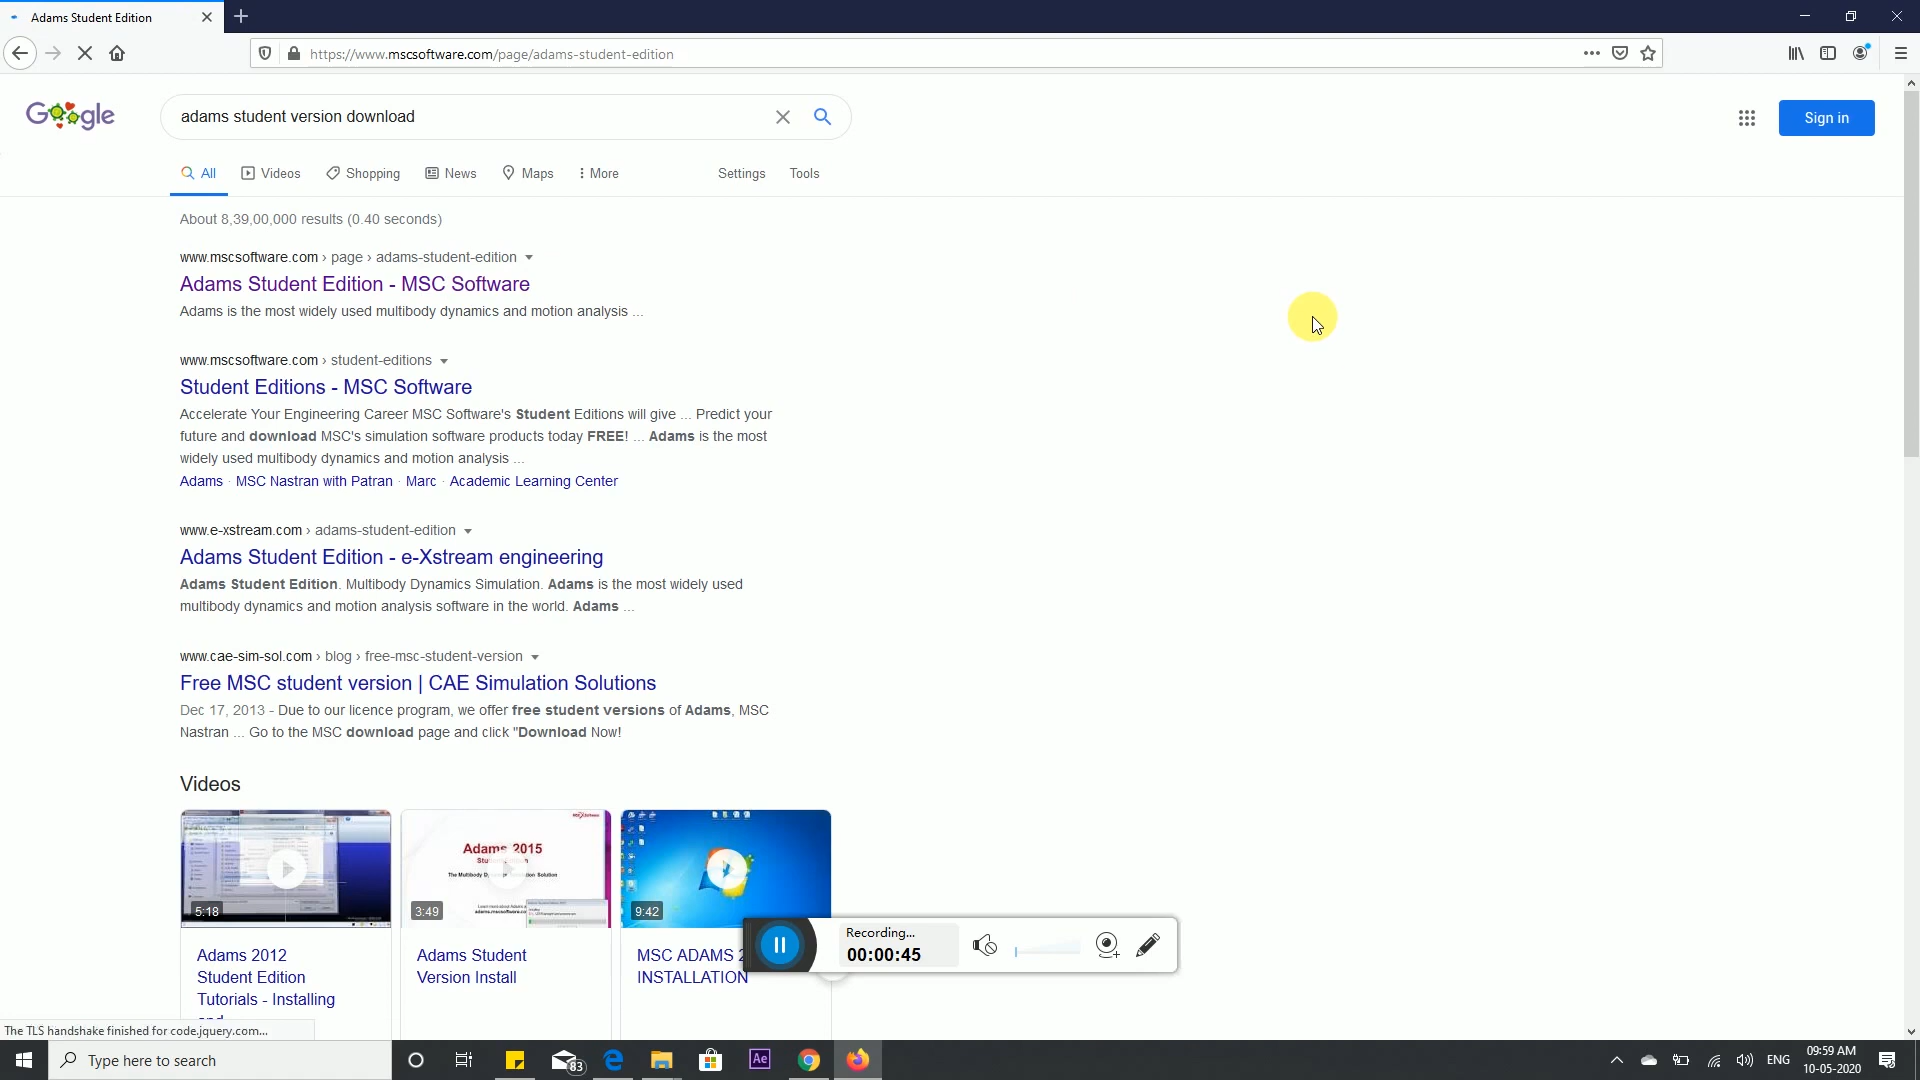 Adams Student Edition
https://www.mscsoftware.com/page/adams-student-edition
Google
adams student version download
Sign in
All Videos Shopping News Maps More Settings Tools
About 8,39,00,000 results (0.40 seconds)
www.mscsoftware.com › page › adams-student-edition
Adams Student Edition - MSC Software
Adams is the most widely used multibody dynamics and motion analysis ...
www.mscsoftware.com › student-editions
Student Editions - MSC Software
Accelerate Your Engineering Career MSC Software's Student Editions will give ... Predict your
future and download MSC's simulation software products today FREE! ... Adams is the most
widely used multibody dynamics and motion analysis ...
Adams · MSC Nastran with Patran · Marc · Academic Learning Center
www.e-xstream.com › adams-student-edition
Adams Student Edition - e-Xstream engineering
Adams Student Edition. Multibody Dynamics Simulation. Adams is the most widely used
multibody dynamics and motion analysis software in the world. Adams ...
www.cae-sim-sol.com › blog › free-msc-student-version
Free MSC student version | CAE Simulation Solutions
Dec 17, 2013 - Due to our licence program, we offer free student versions of Adams, MSC
Nastran ... Go to the MSC download page and click "Download Now!
Videos
Adams 2015
5:18
3:49
9:42
Adams 2012
Student Edition
Tutorials - Installing
Adams Student
Version Install
MSC ADAMS
INSTALLATION
Recording...
00:00:45
The TLS handshake finished for code.jquery.com...
Type here to search
83
Ae
ENG
09:59 AM
10-05-2020